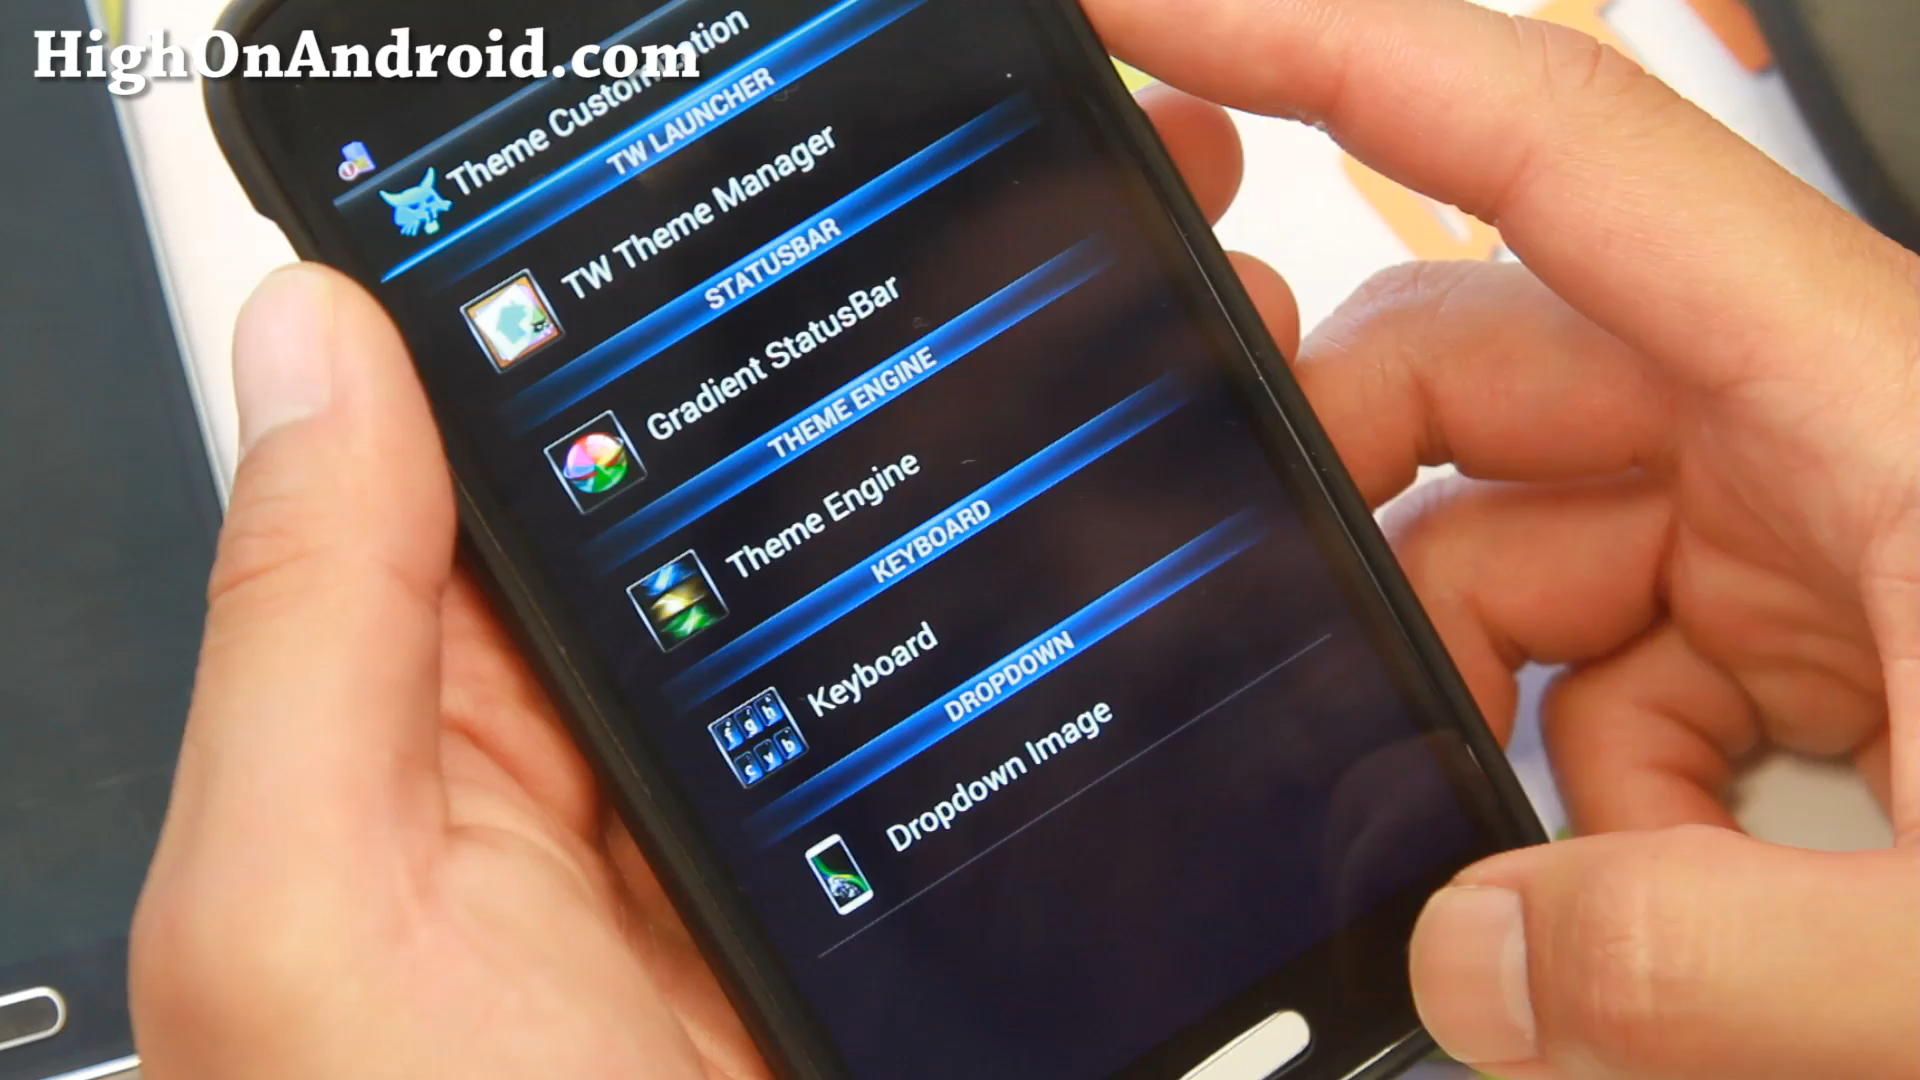 HighOnAndroid.com
Theme Customization
TW LAUNCHER
TW Theme Manager
STATUSBAR
Gradient StatusBar
THEME ENGINE
Theme Engine
KEYBOARD
Keyboard
f g h
c v b
DROPDOWN
Dropdown Image